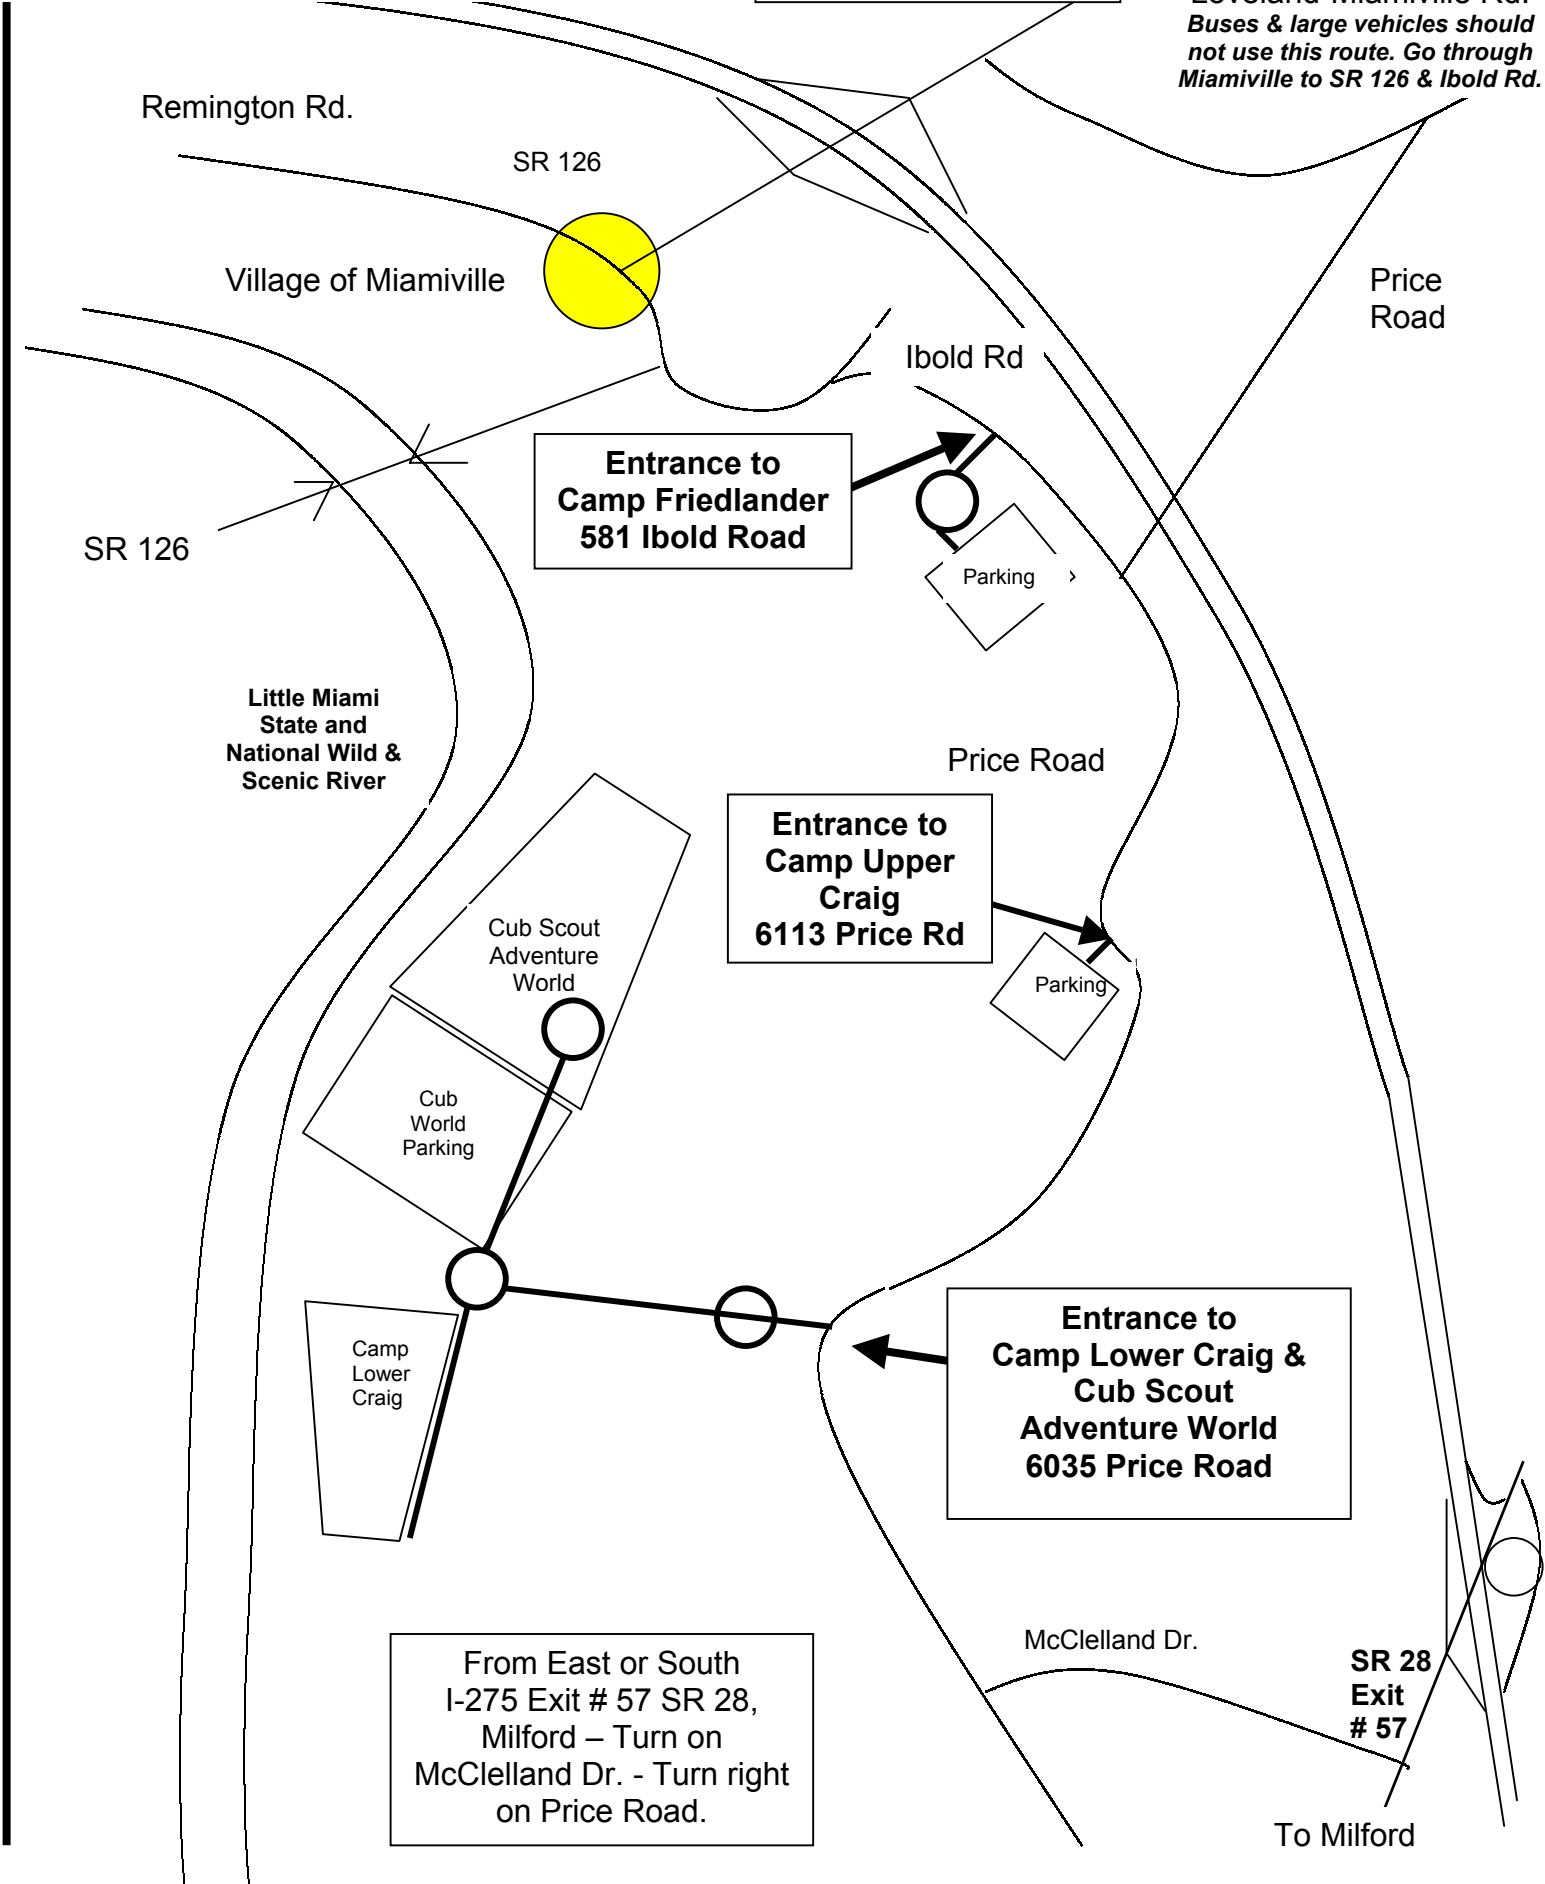 Loveland-Miamiville Rd.
Buses & large vehicles should
not use this route. Go through
Miamiville to SR 126 & Ibold Rd.
Remington Rd.
SR 126
Village of Miamiville
Price
Road
Ibold Rd
Entrance to
Camp Friedlander
581 Ibold Road
SR 126
Parking
Little Miami
State and
National Wild &
Scenic River
Price Road
Entrance to
Camp Upper
Craig
6113 Price Rd
Cub Scout
Adventure
World
Parking
Cub
World
Parking
Entrance to
Camp Lower Craig &
Cub Scout
Adventure World
6035 Price Road
Camp
Lower
Craig
McClelland Dr.
From East or South
I-275 Exit # 57 SR 28,
Milford – Turn on
McClelland Dr. - Turn right
on Price Road.
SR 28
Exit
# 57
To Milford